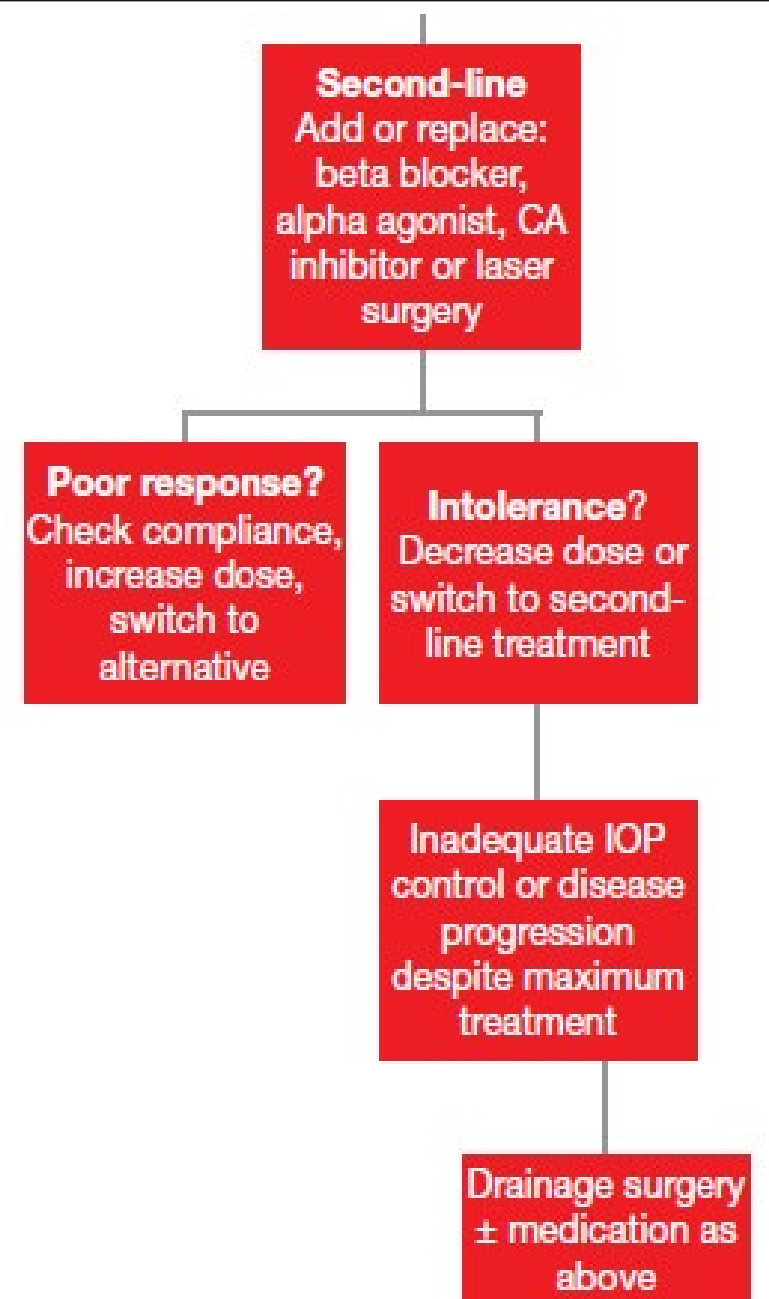 Second-line
Add or replace:
beta blocker,
alpha agonist, CA
inhibitor or laser
surgery
Poor response?
Check compliance,
increase dose,
switch to
alternative
Intolerance?
Decrease dose or
switch to second-
line treatment
Inadequate IOP
control or disease
progression
despite maximum
treatment
Drainage surgery
± medication as
above